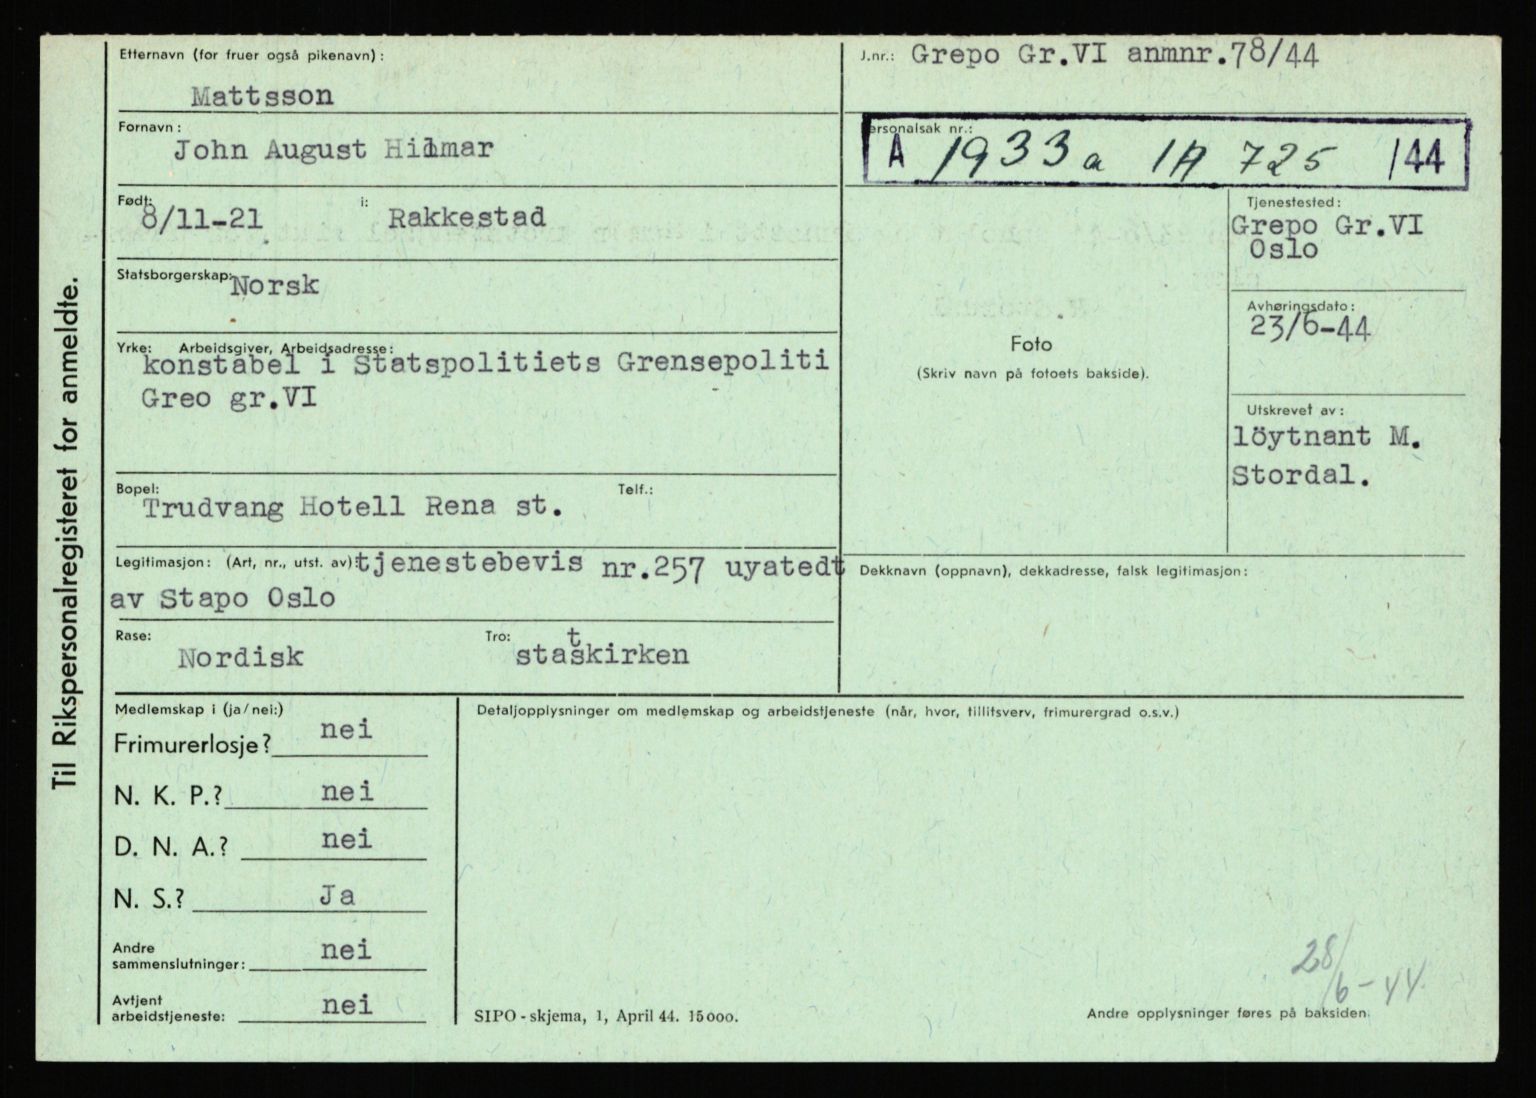 Til Rikspersonalregisteret for anmeldte.
Etternavn (for fruer også pikenavn):
Mattsson
Fornavn:
John August Hilmar
Født: 8/11-21 i: Rakkestad
Statsborgerskap: Norsk
Yrke: Arbeidsgiver, Arbeidsadresse:
konstabel i Statspolitiets Grensepoliti
Greo gr.VI
Bopel: Telf.:
Trudvang Hotell Rena st.
Legitimasjon: (Art, nr., utst. av) tjenestebevis nr.257 uyatedt
av Stapo Oslo
Rase: Nordisk Tro: statskirken
J.nr.: Grepo Gr.VI anmnr.78/44
Personalsak nr.:
A 1933a 1A 725 /44
Tjenestested:
Grepo Gr.VI
Oslo
Avhøringsdato:
23/6-44
Foto
(Skriv navn på fotoets bakside).
Utskrevet av:
löytnant M.
Stordal.
Dekknavn (oppnavn), dekkadresse, falsk legitimasjon:
Medlemskap i (ja/nei:)
Frimurerlosje? nei
N. K. P.? nei
D. N. A.? nei
N. S.? Ja
Andre
sammenslutninger: nei
Avtjent
arbeidstjeneste: nei
Detaljopplysninger om medlemskap og arbeidstjeneste (når, hvor, tillitsverv, frimurergrad o.s.v.)
28/6-44
SIPO-skjema, 1, April 44. 15000.
Andre opplysninger føres på baksiden.